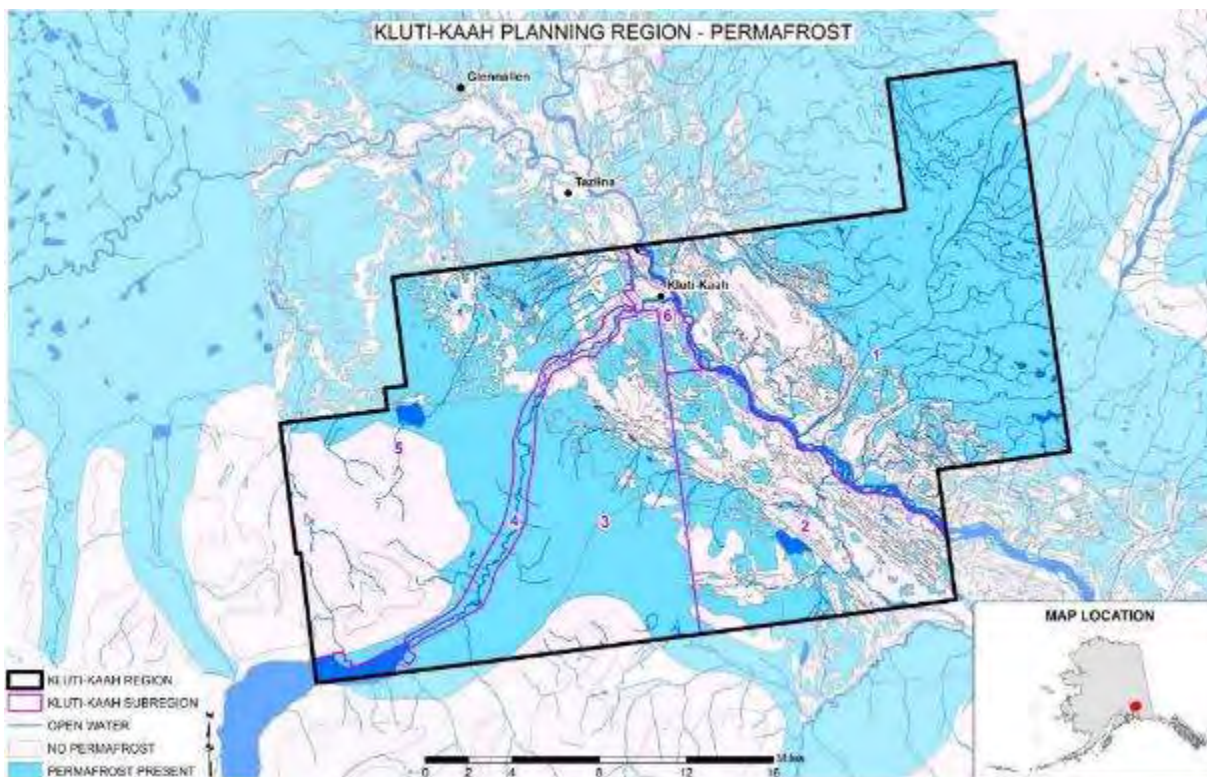 KLUTI-KAAH PLANNING REGION - PERMAFROST
Glennallen
Tazlina
Kluti-Kaah
6
1
5
4
3
2
MAP LOCATION
KLUTI-KAAH REGION
KLUTI-KAAH SUBREGION
OPEN WATER
NO PERMAFROST
PERMAFROST PRESENT
0 2 4 8 12 16